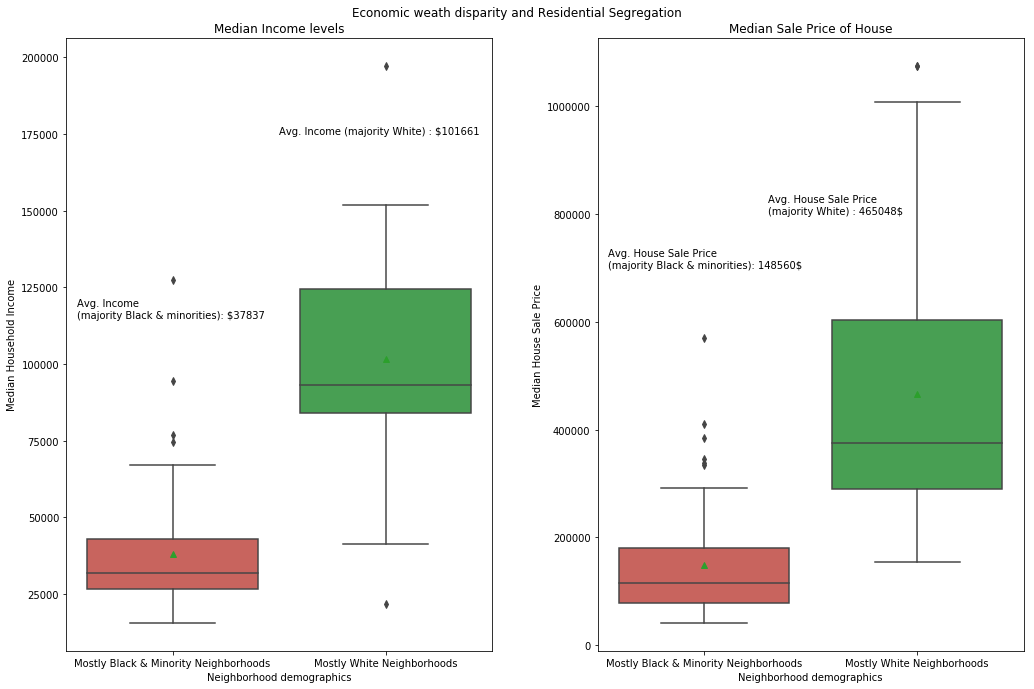 Economic weath disparity and Residential Segregation
Median Income levels
200000
175000
150000
125000
100000
75000
50000
25000
Median Household Income
Avg. Income (majority White) : $101661
Avg. Income
(majority Black & minorities): $37837
Mostly Black & Minority Neighborhoods
Mostly White Neighborhoods
Neighborhood demographics
Median Sale Price of House
1000000
800000
600000
400000
200000
0
Median House Sale Price
Avg. House Sale Price
(majority White) : 465048$
Avg. House Sale Price
(majority Black & minorities): 148560$
Mostly Black & Minority Neighborhoods
Mostly White Neighborhoods
Neighborhood demographics